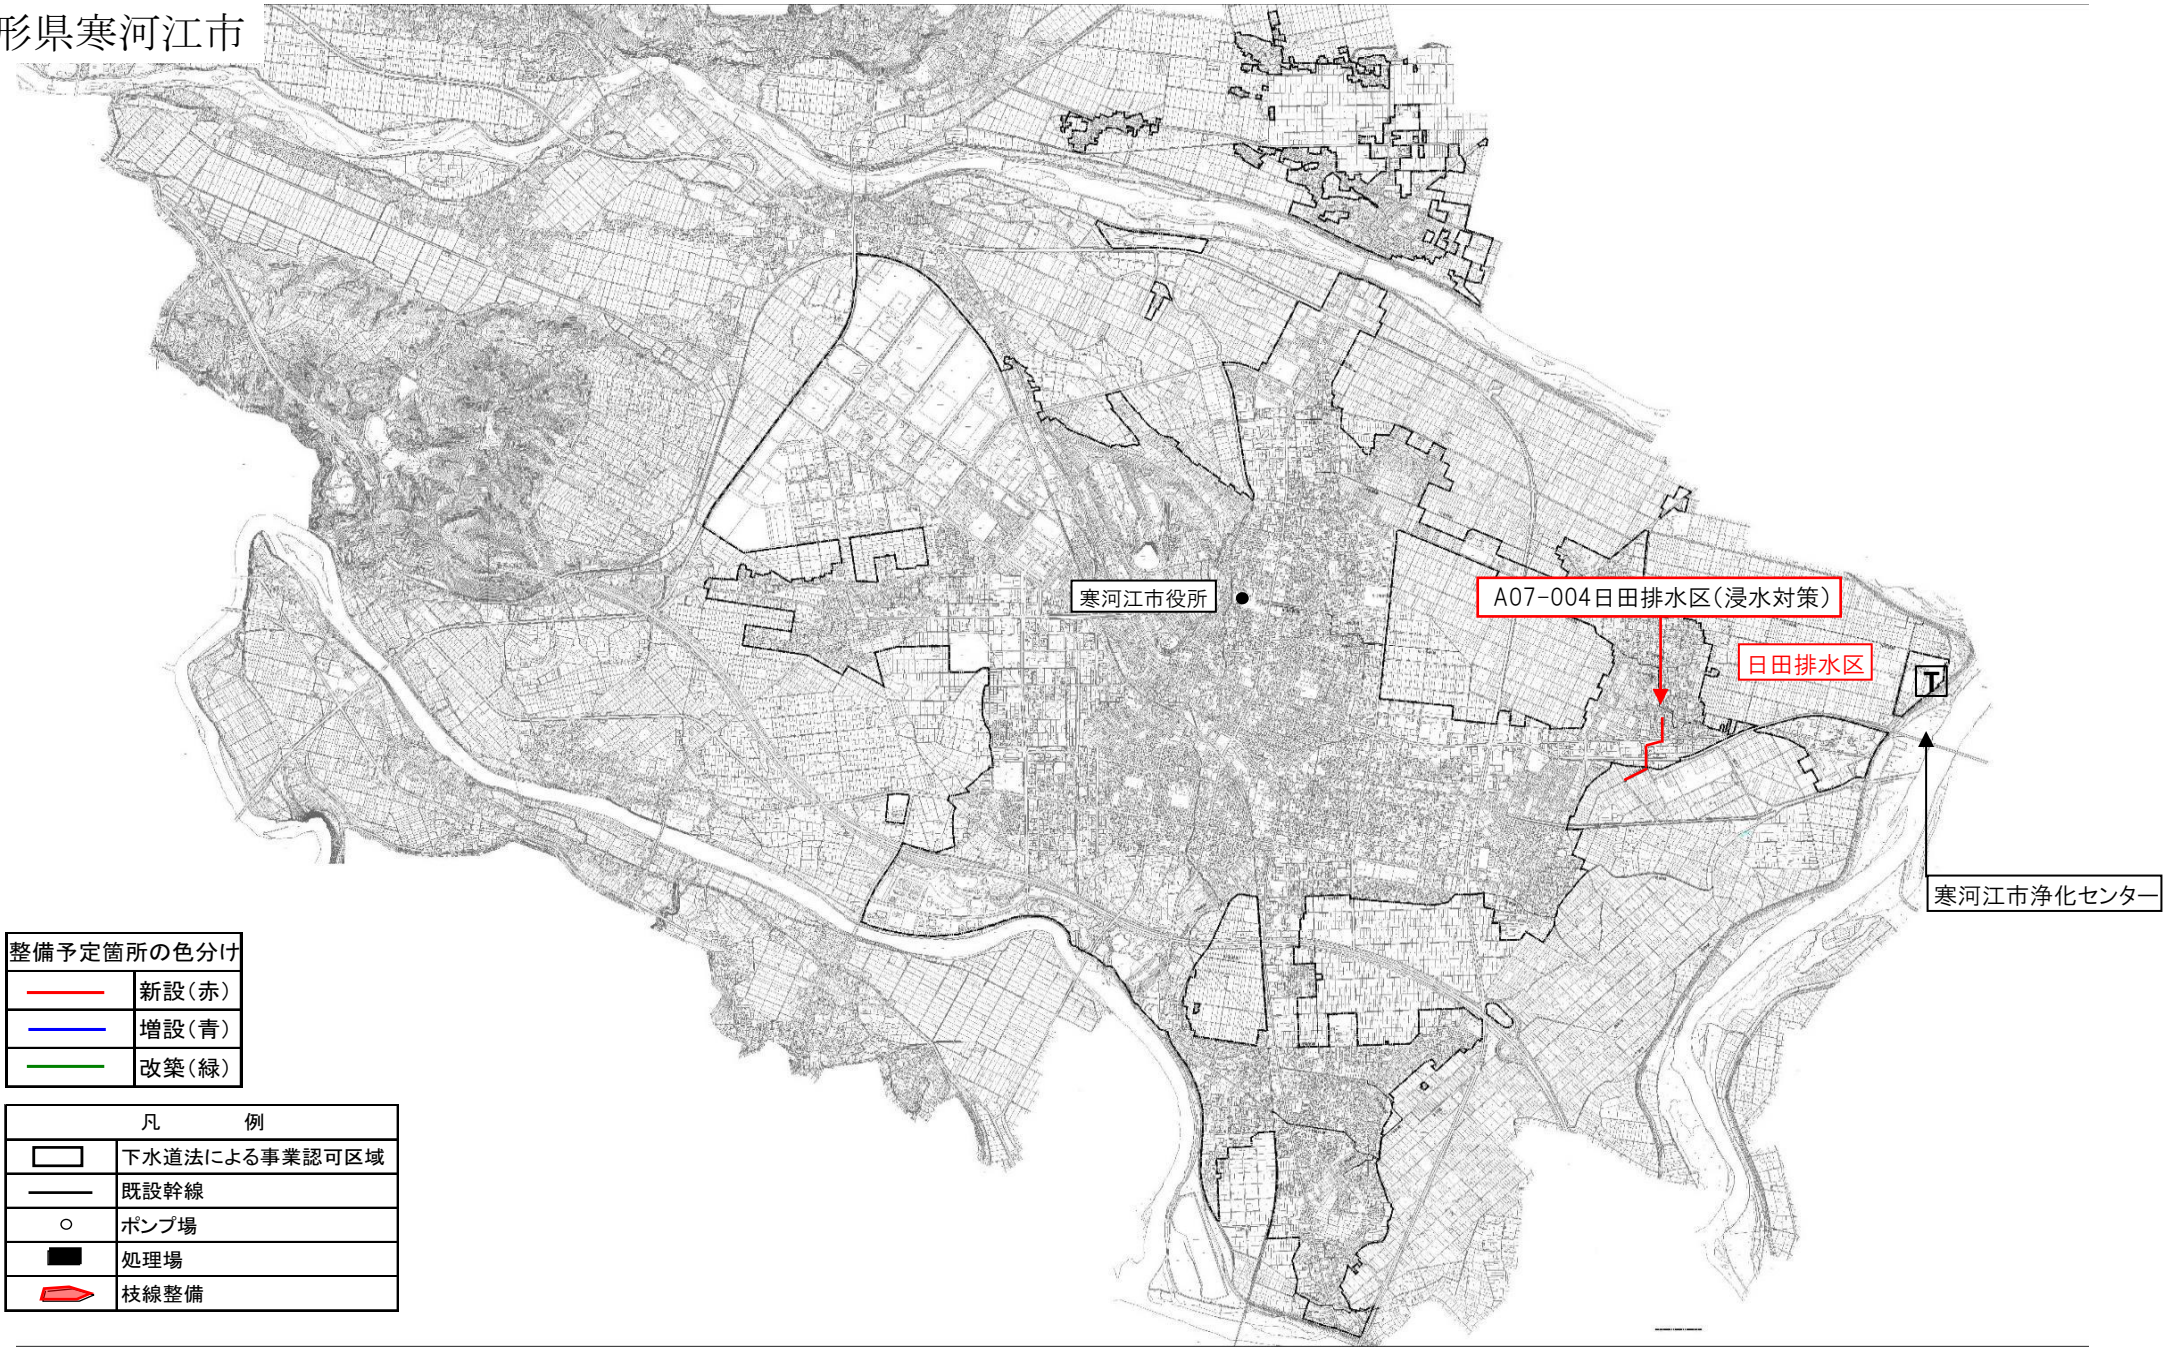 形県寒河江市
寒河江市役所
A07-004日田排水区(浸水対策)
日田排水区
T
寒河江市浄化センター
整備予定箇所の色分け
新設(赤)
増設(青)
改築(緑)
凡 例
下水道法による事業認可区域
既設幹線
ポンプ場
処理場
枝線整備